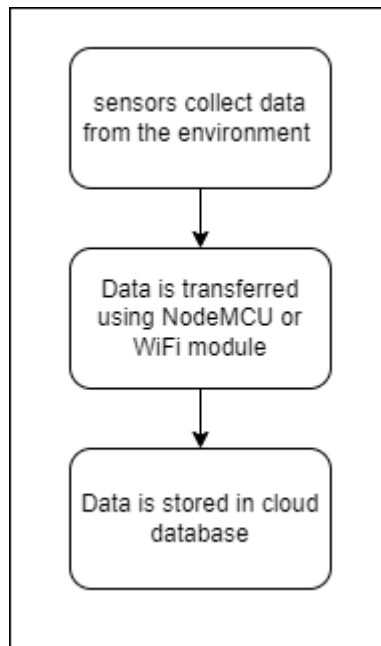 sensors collect data
from the environment
Data is transferred
using NodeMCU or
WiFi module
Data is stored in cloud
database